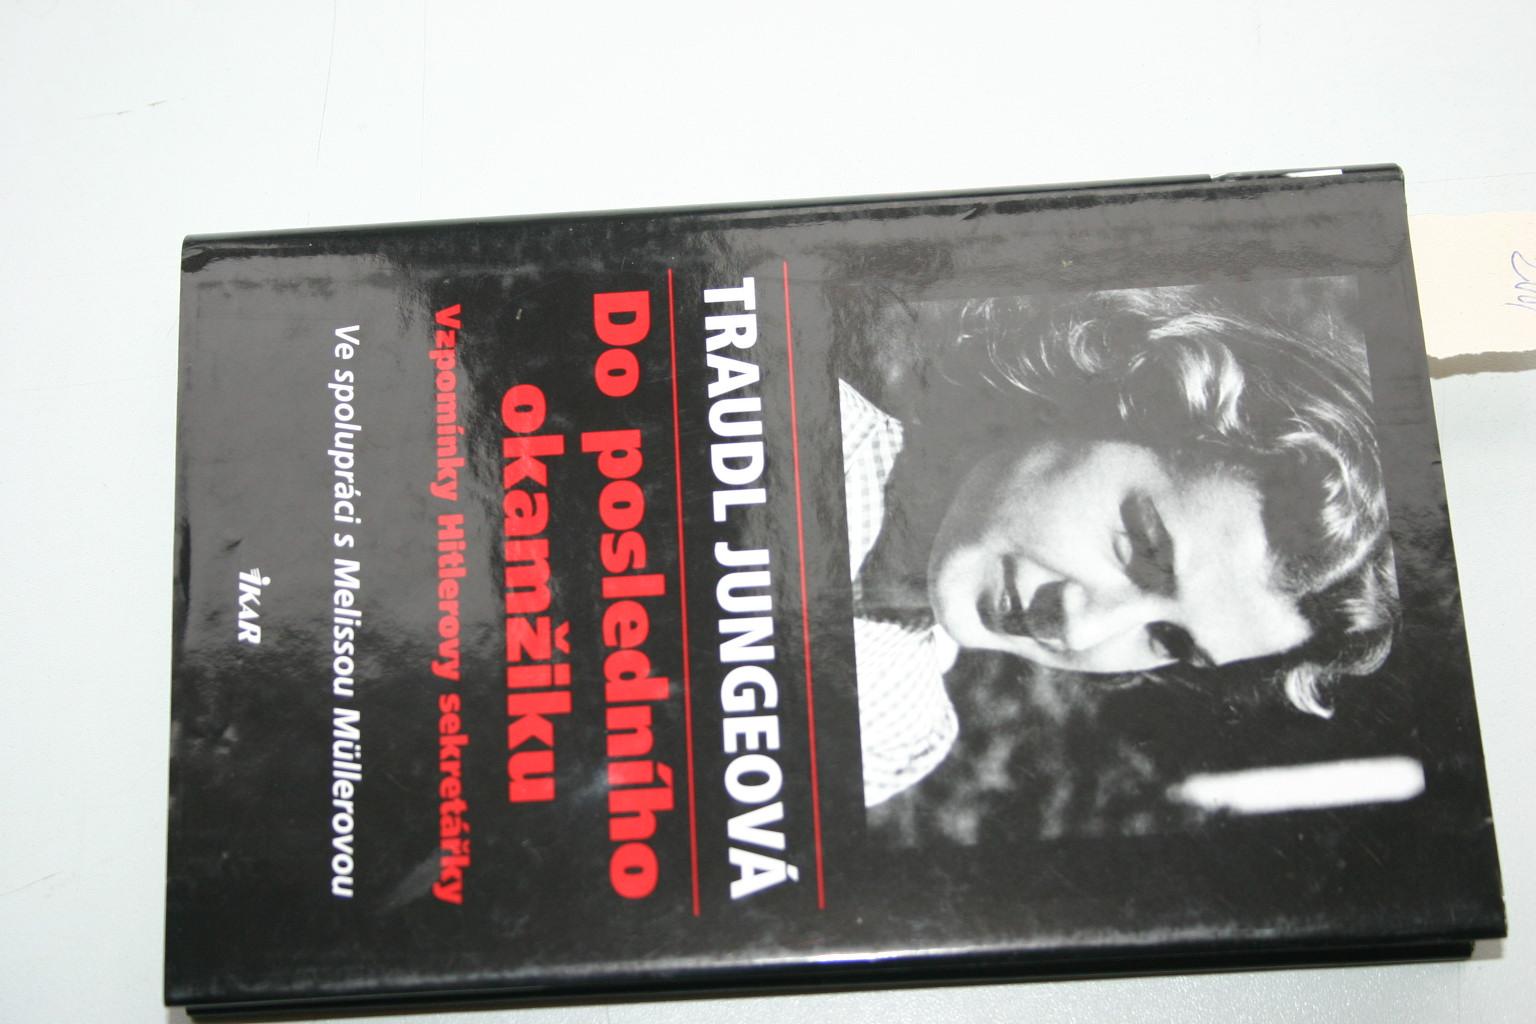 TRAUDL JUNGEOVÁ
Do posledního
okamžiku
Vzpomínky Hitlerovy sekretářky
Ve spolupráci s Melissou Müllerovou
IKAR